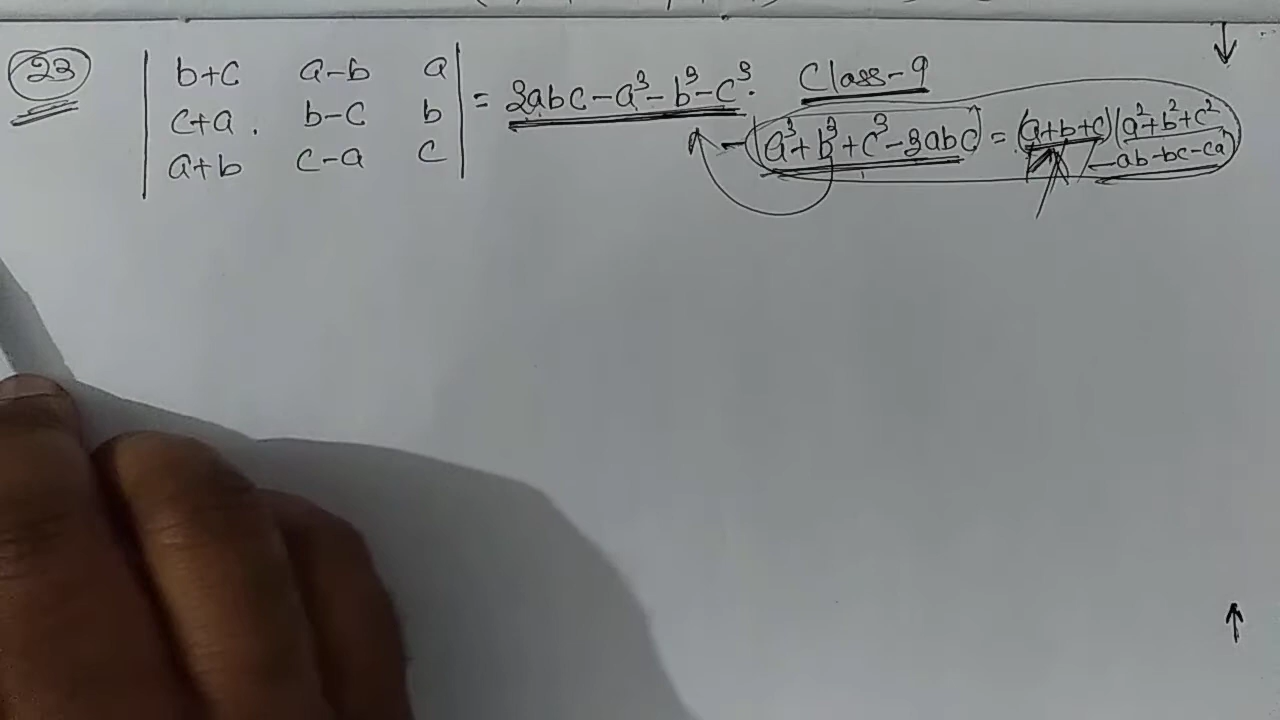 23
| b+c a-b a |
| c+a . b-c b | = 3abc-a³-b³-c³. Class-9
| a+b c-a c |
-(a³+b³+c³-3abc) = (a+b+c)(a²+b²+c²
-ab-bc-ca)